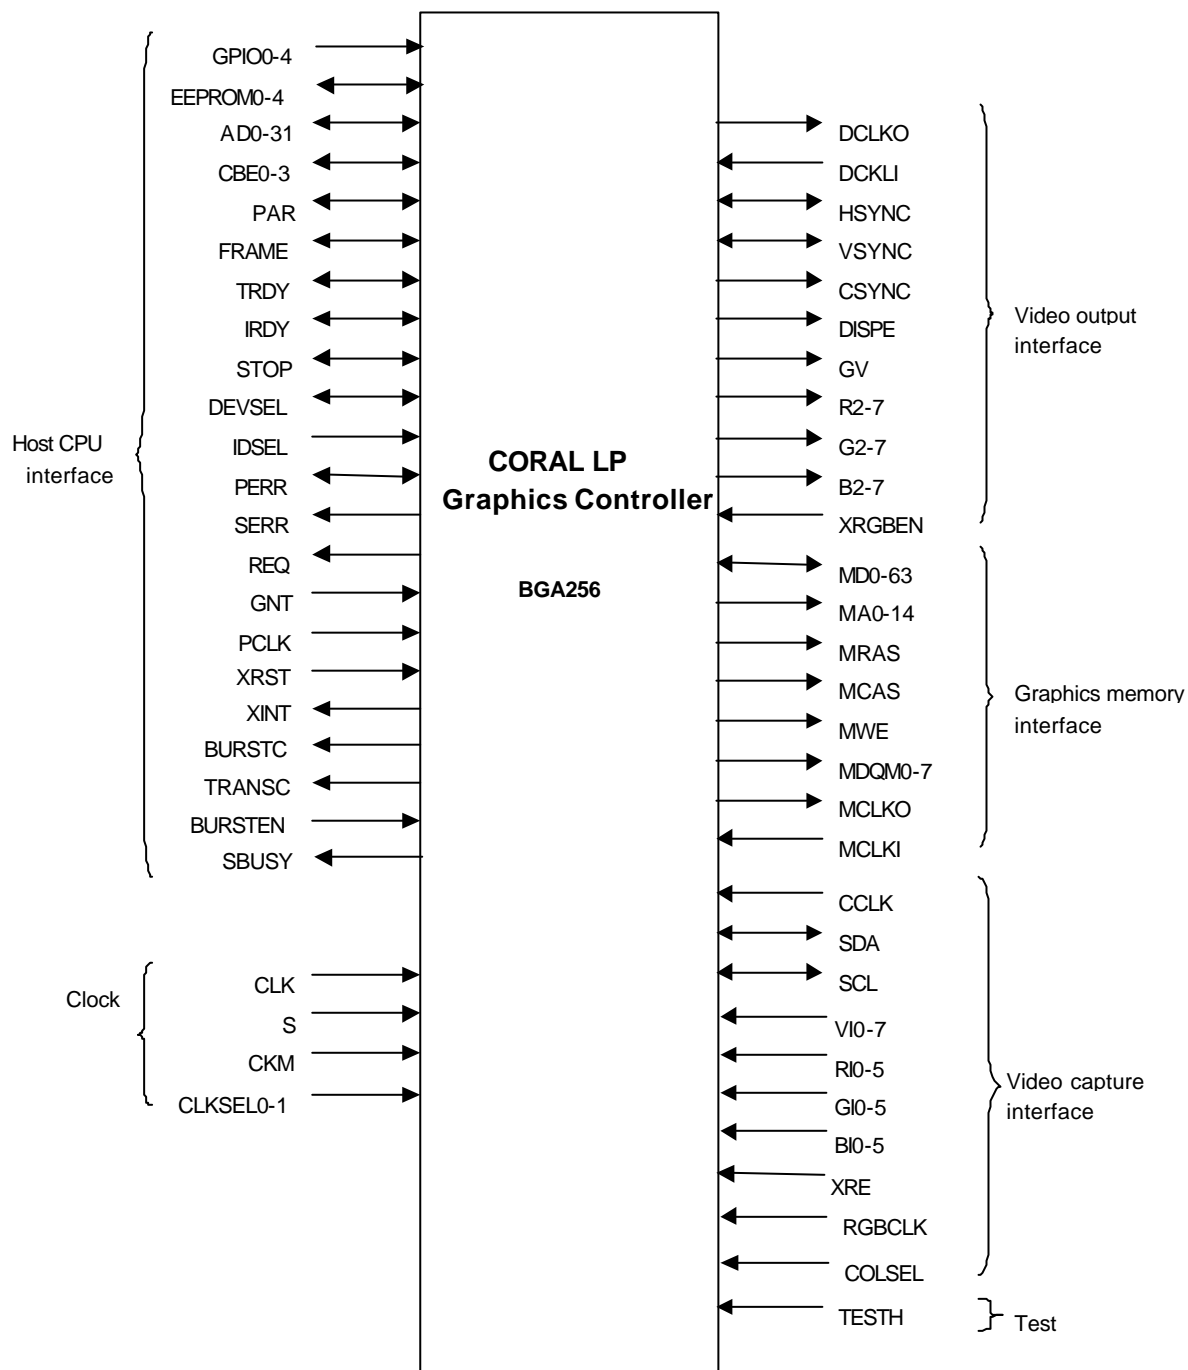 GPIO0-4
EEPROM0-4
AD0-31
CBE0-3
PAR
FRAME
TRDY
IRDY
STOP
DEVSEL
IDSEL
PERR
SERR
REQ
GNT
PCLK
XRST
XINT
BURSTC
TRANSC
BURSTEN
SBUSY
Host CPU
interface
CLK
S
CKM
CLKSEL0-1
Clock
CORAL LP
Graphics Controller
BGA256
DCLKO
DCKLI
HSYNC
VSYNC
CSYNC
DISPE
GV
R2-7
G2-7
B2-7
XRGBEN
Video output
interface
MD0-63
MA0-14
MRAS
MCAS
MWE
MDQM0-7
MCLKO
MCLKI
Graphics memory
interface
CCLK
SDA
SCL
VI0-7
RI0-5
GI0-5
BI0-5
XRE
RGBCLK
COLSEL
Video capture
interface
TESTH
Test